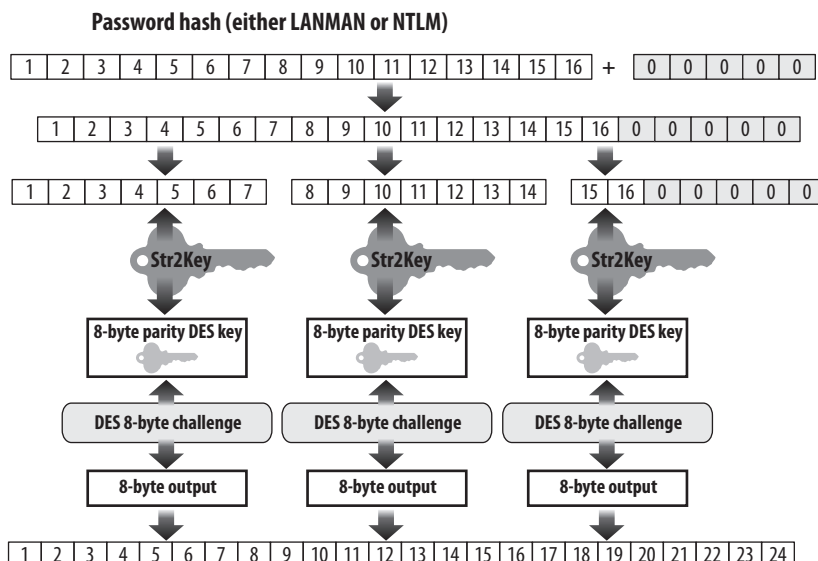 Password hash (either LANMAN or NTLM)
1 2 3 4 5 6 7 8 9 10 11 12 13 14 15 16 + 0 0 0 0 0
1 2 3 4 5 6 7 8 9 10 11 12 13 14 15 16 0 0 0 0 0
1 2 3 4 5 6 7 8 9 10 11 12 13 14 15 16 0 0 0 0 0
Str2Key Str2Key Str2Key
8-byte parity DES key 8-byte parity DES key 8-byte parity DES key
DES 8-byte challenge DES 8-byte challenge DES 8-byte challenge
8-byte output 8-byte output 8-byte output
1 2 3 4 5 6 7 8 9 10 11 12 13 14 15 16 17 18 19 20 21 22 23 24